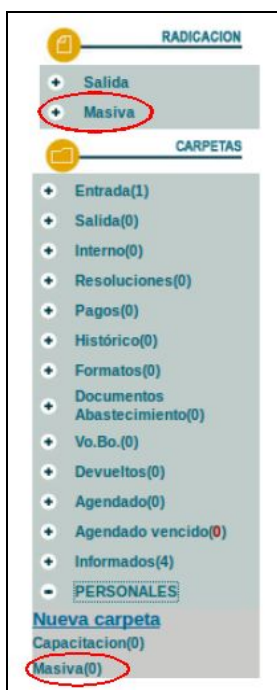 RADICACION
Salida
Masiva
CARPETAS
Entrada(1)
Salida(0)
Interno(0)
Resoluciones(0)
Pagos(0)
Histórico(0)
Formatos(0)
Documentos
Abastecimiento(0)
Vo.Bo.(0)
Devueltos(0)
Agendado(0)
Agendado vencido(0)
Informados(4)
PERSONALES
Nueva carpeta
Capacitacion(0)
Masiva(0)